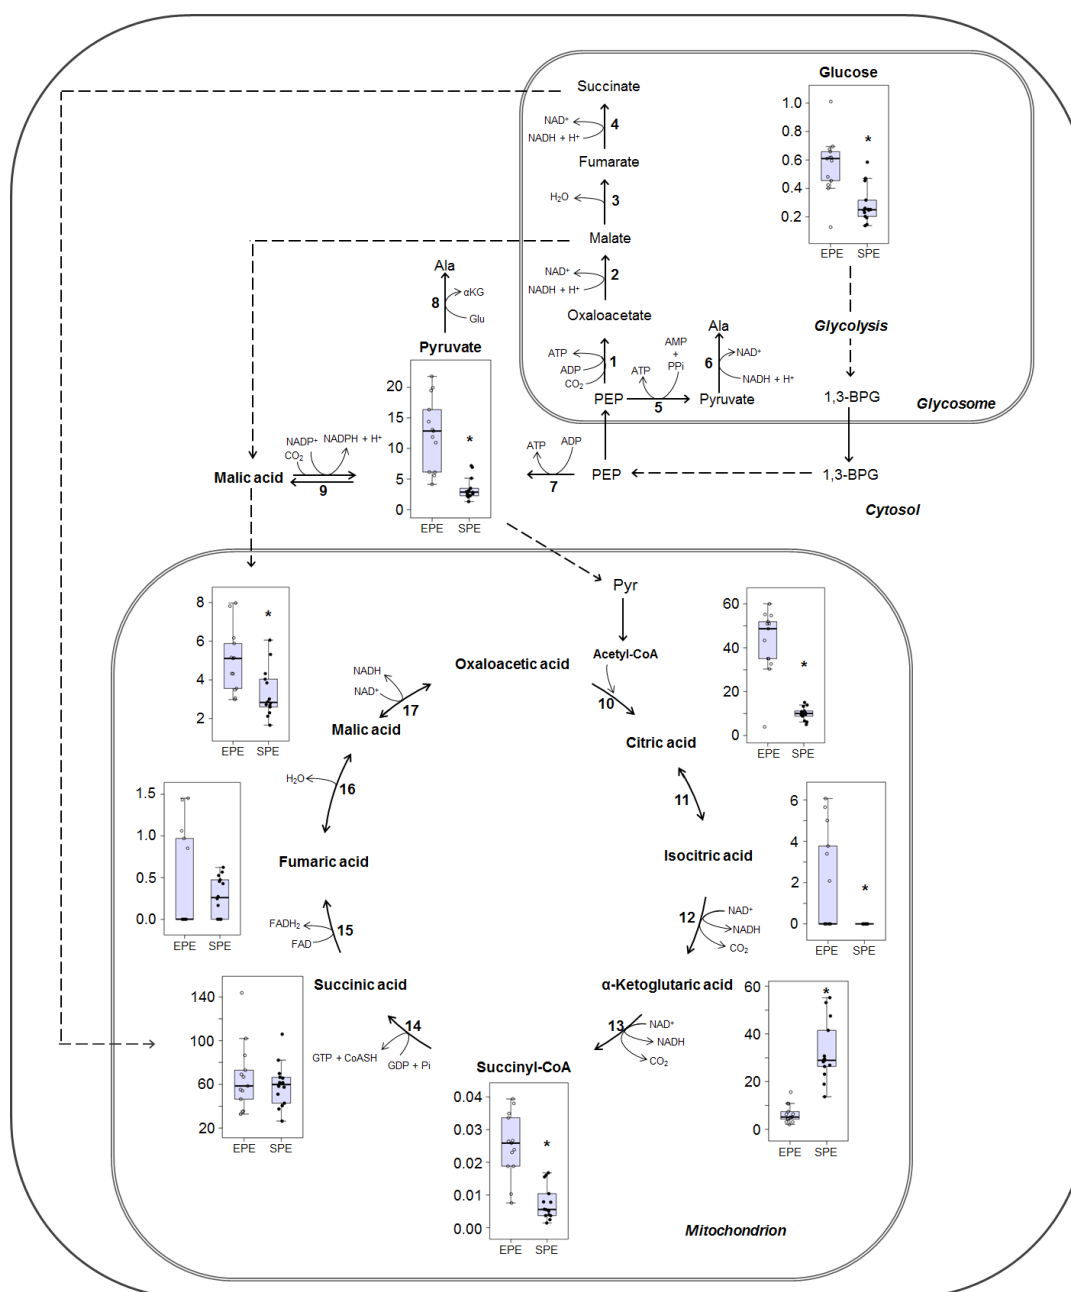 Succinate
NAD⁺
NADH + H⁺
4
Fumarate
H₂O
3
Malate
NAD⁺
NADH + H⁺
2
Oxaloacetate
ATP
ADP
CO₂
1
PEP
ATP
AMP
+
PPi
5
Pyruvate
Ala
6
NAD⁺
NADH + H⁺
Glucose
1.0
0.8
0.6
0.4
0.2
*
EPE
SPE
Glycolysis
1,3-BPG
Glycosome
1,3-BPG
PEP
Cytosol
ATP
ADP
7
Ala
8
αKG
Glu
Pyruvate
20
15
10
5
0
*
EPE
SPE
Malic acid
NADP⁺
NADPH + H⁺
CO₂
9
Pyr
Acetyl-CoA
10
Oxaloacetic acid
Citric acid
60
40
20
0
*
EPE
SPE
11
Isocitric acid
6
4
2
0
*
EPE
SPE
12
NAD⁺
NADH
CO₂
α-Ketoglutaric acid
60
40
20
0
*
EPE
SPE
13
NAD⁺
NADH
CO₂
Succinyl-CoA
0.04
0.03
0.02
0.01
0.00
*
EPE
SPE
14
GTP + CoASH
GDP + Pi
Succinic acid
140
100
60
20
EPE
SPE
15
FADH₂
FAD
Fumaric acid
1.5
1.0
0.5
0.0
EPE
SPE
16
H₂O
Malic acid
8
6
4
2
*
EPE
SPE
17
NADH
NAD⁺
Mitochondrion